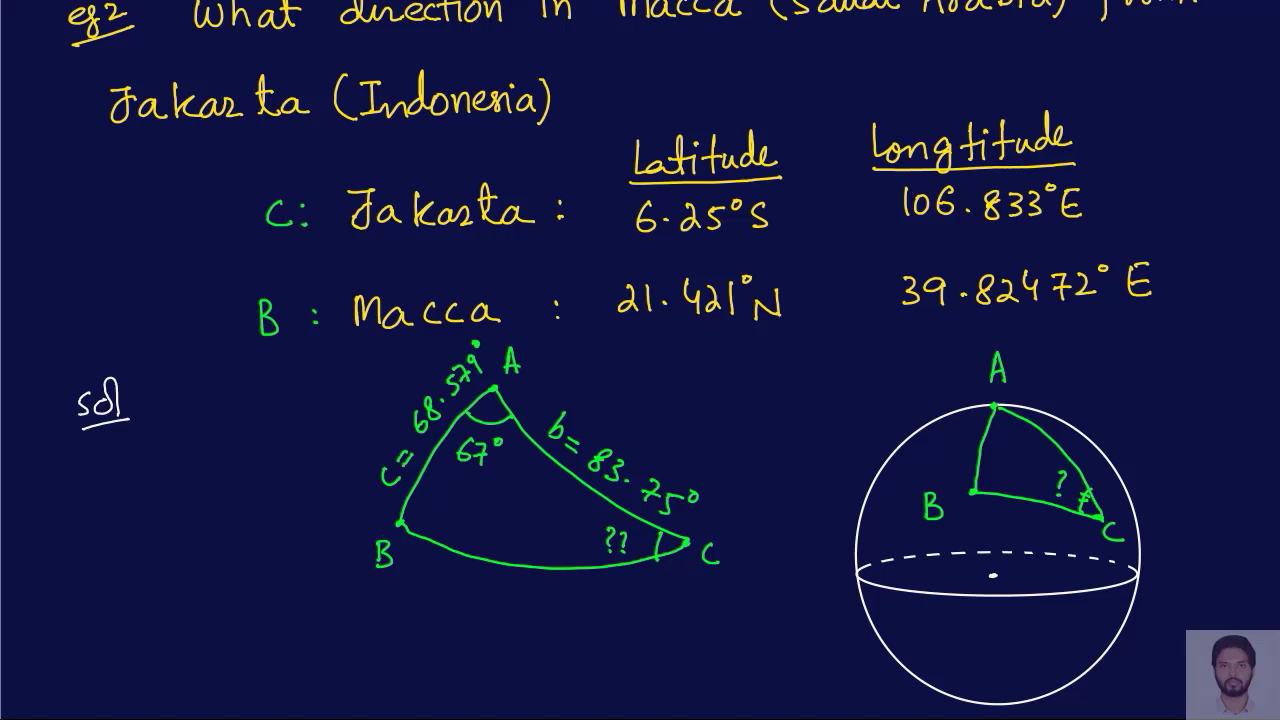 eg2 What direction in Macca (Saudi Arabia) from
Jakarta (Indonesia)
Latitude Longtitude
C: Jakarta : 6.25°S 106.833°E
B : Macca : 21.421°N 39.82472° E
sol
A
c= 68.579°
67°
b= 83.75°
B
??
C
A
B
?
C